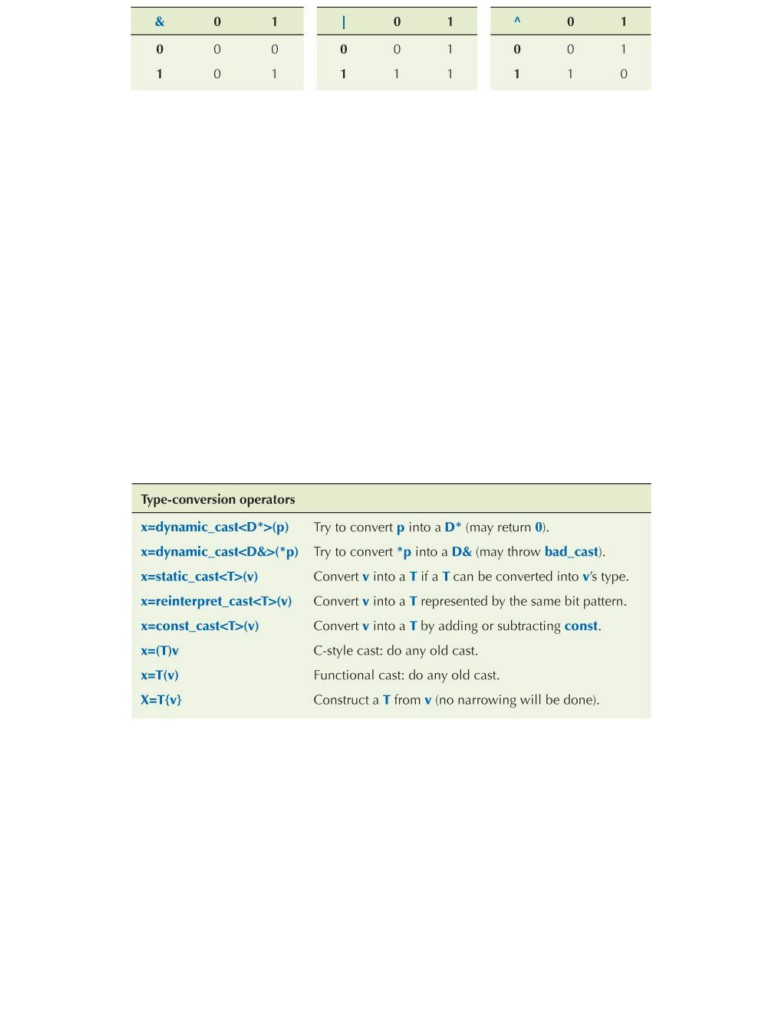 & 0 1 | 0 1 ^ 0 1
0 0 0 0 0 1 0 0 1
1 0 1 1 1 1 1 1 0
Type-conversion operators
x=dynamic_cast<D*>(p) Try to convert p into a D* (may return 0).
x=dynamic_cast<D&>(*p) Try to convert *p into a D& (may throw bad_cast).
x=static_cast<T>(v) Convert v into a T if a T can be converted into v's type.
x=reinterpret_cast<T>(v) Convert v into a T represented by the same bit pattern.
x=const_cast<T>(v) Convert v into a T by adding or subtracting const.
x=(T)v C-style cast: do any old cast.
x=T(v) Functional cast: do any old cast.
X=T{v} Construct a T from v (no narrowing will be done).